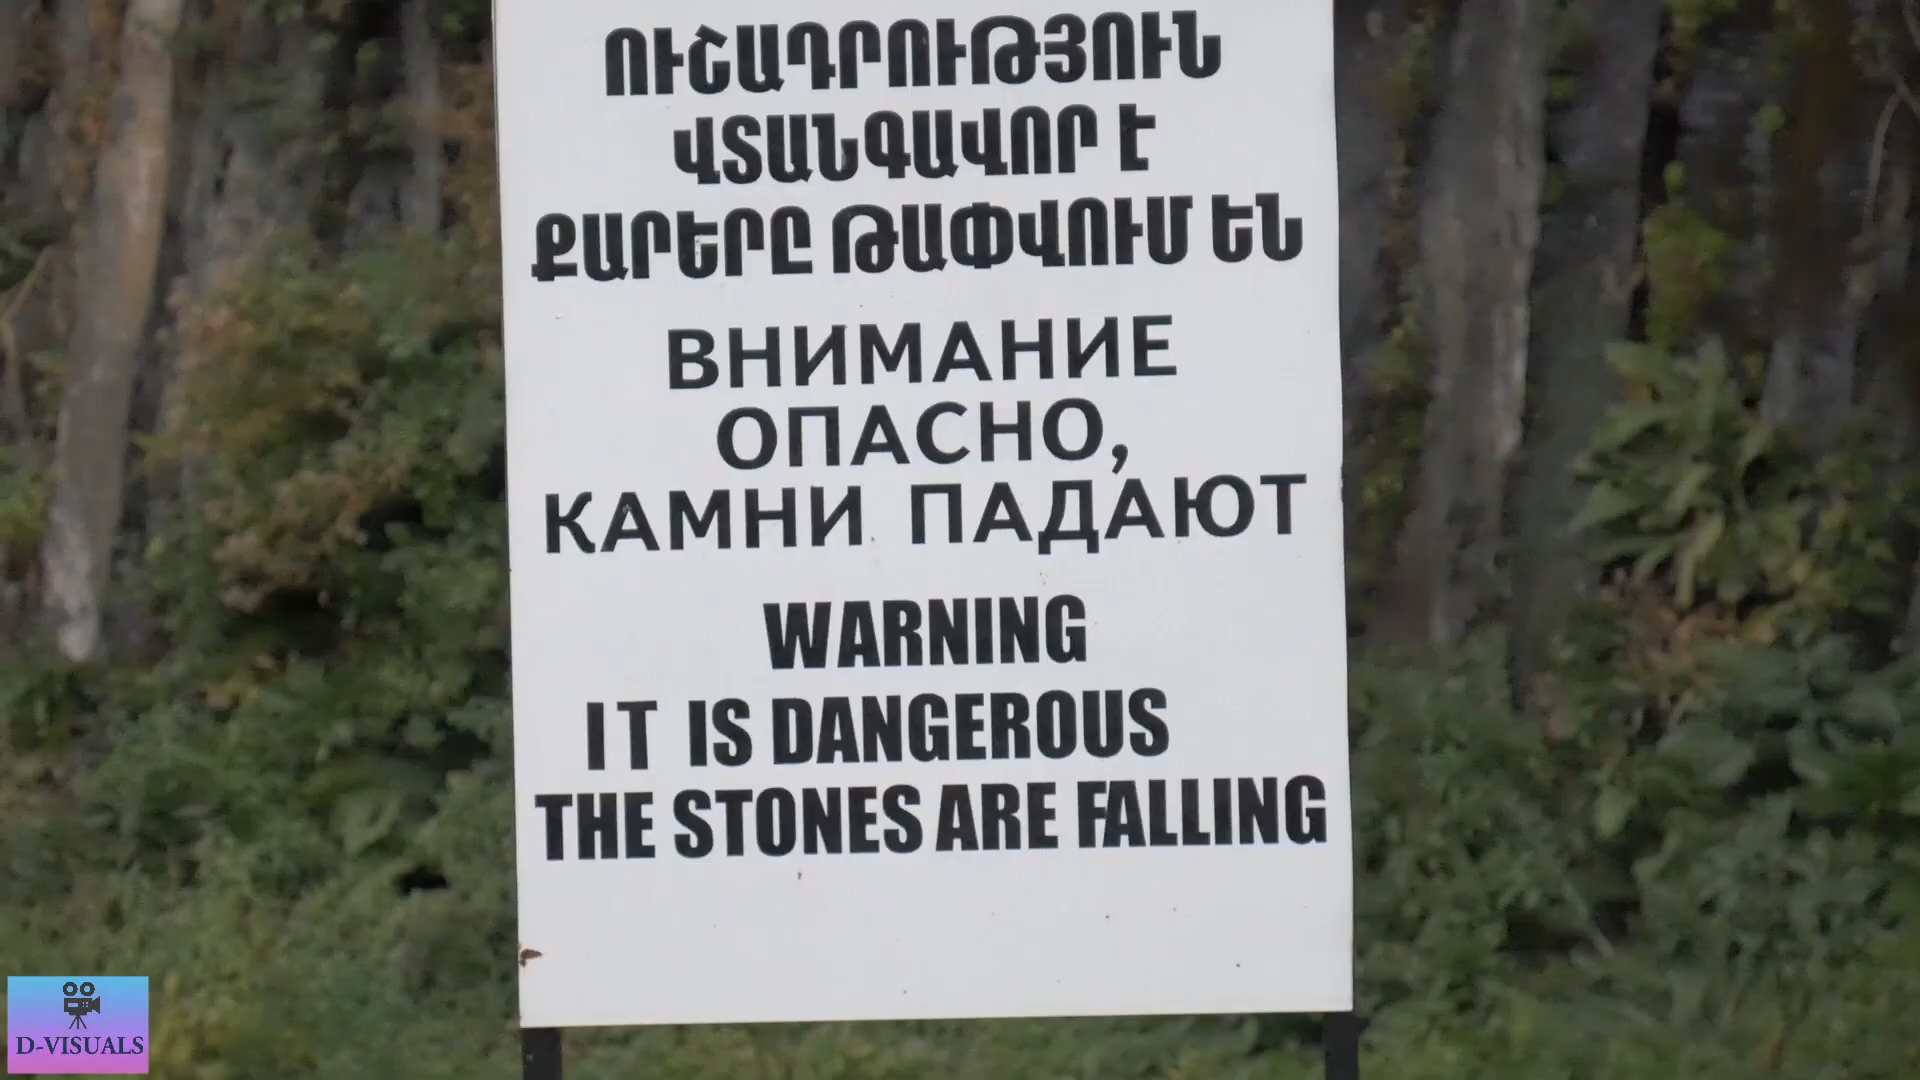 ՈՒՇԱԴՐՈՒԹՅՈՒՆ
ՎՏԱՆԳԱՎՈՐ Է
ՔԱՐԵՐԸ ԹԱՓՎՈՒՄ ԵՆ
ВНИМАНИЕ
ОПАСНО,
КАМНИ ПАДАЮТ
WARNING
IT IS DANGEROUS
THE STONES ARE FALLING
D-VISUALS